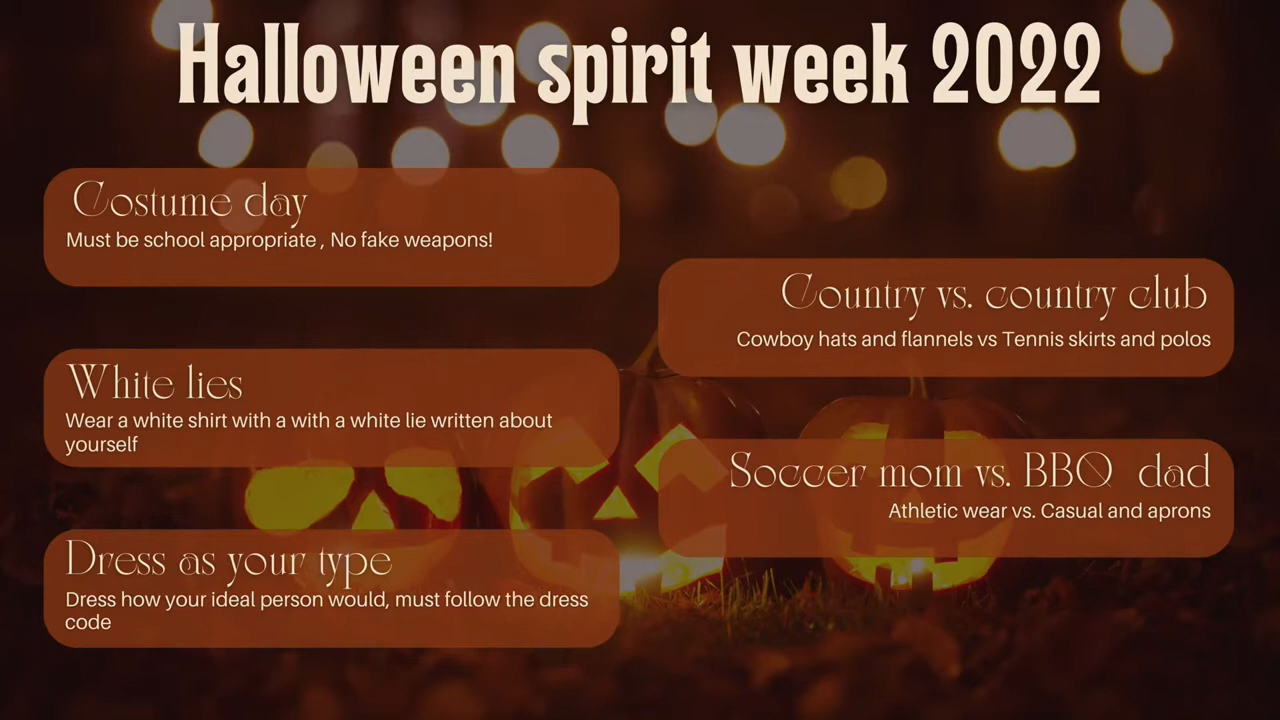 Halloween spirit week 2022
Costume day
Must be school appropriate , No fake weapons!
Country vs. country club
Cowboy hats and flannels vs Tennis skirts and polos
White lies
Wear a white shirt with a with a white lie written about
yourself
Soccer mom vs. BBQ dad
Athletic wear vs. Casual and aprons
Dress as your type
Dress how your ideal person would, must follow the dress
code